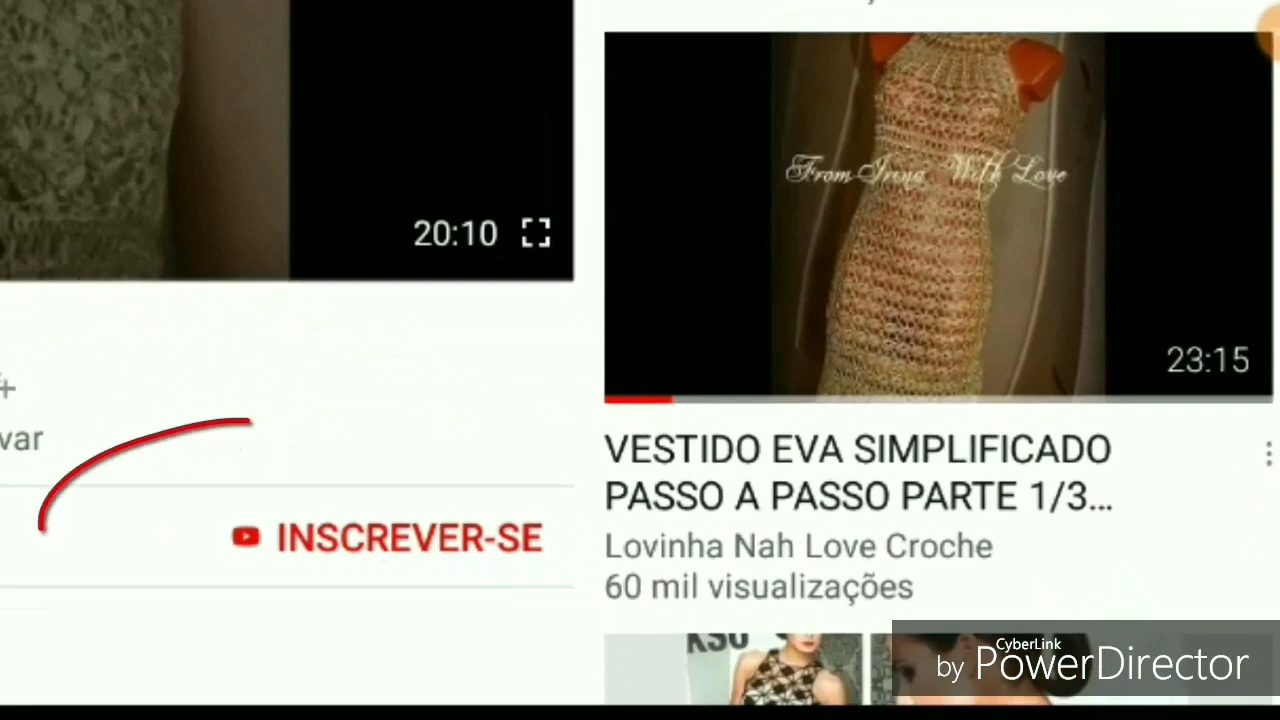 20:10
var
INSCREVER-SE
From Irina With Love
23:15
VESTIDO EVA SIMPLIFICADO
PASSO A PASSO PARTE 1/3...
Lovinha Nah Love Croche
60 mil visualizações
CyberLink
by PowerDirector